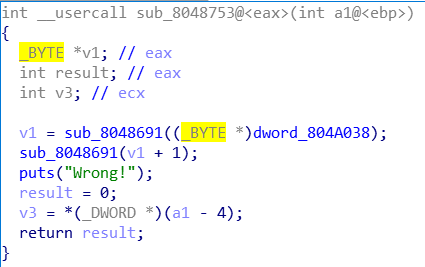 int __usercall sub_8048753@<eax>(int a1@<ebp>)
{
  _BYTE *v1; // eax
  int result; // eax
  int v3; // ecx

  v1 = sub_8048691((_BYTE *)dword_804A038);
  sub_8048691(v1 + 1);
  puts("Wrong!");
  result = 0;
  v3 = *(_DWORD *)(a1 - 4);
  return result;
}